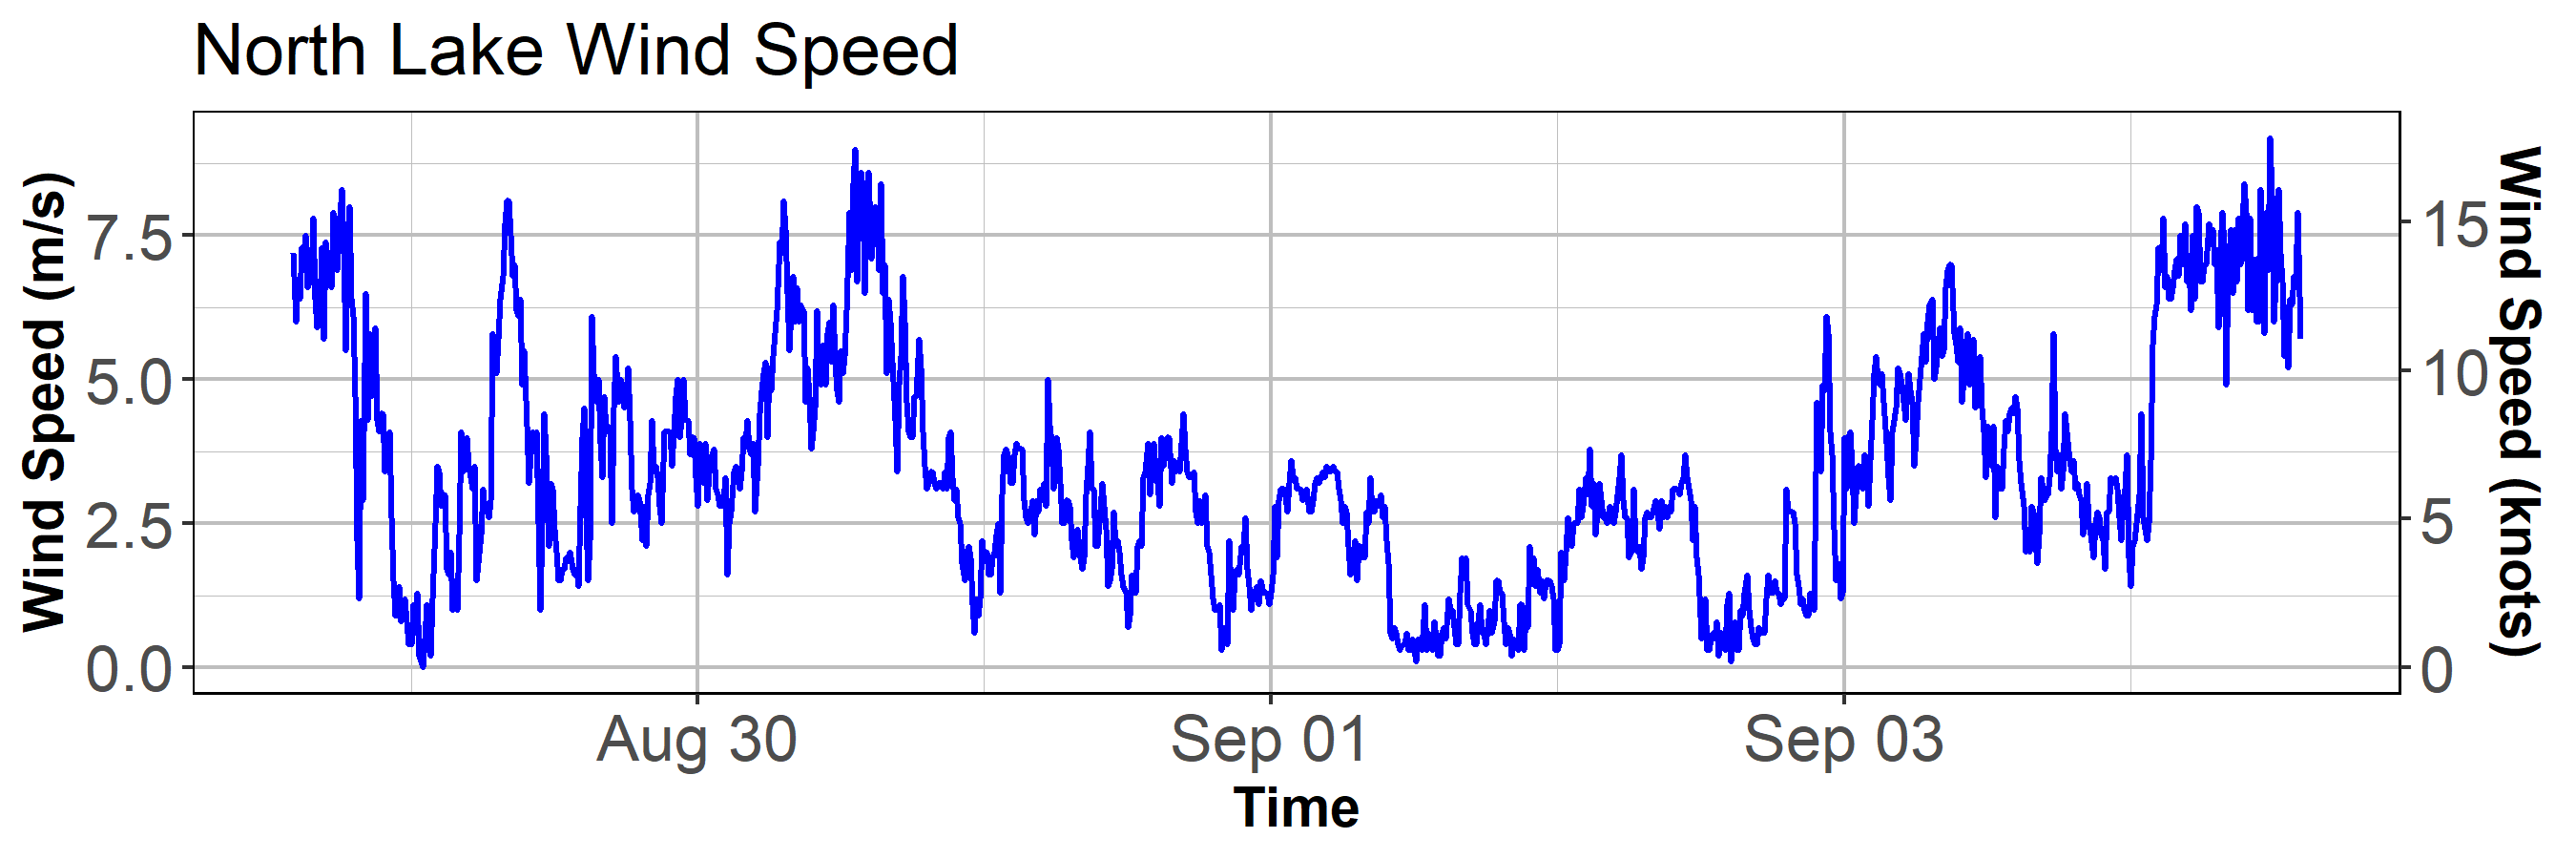 North Lake Wind Speed
Wind Speed (m/s)
7.5
5.0
2.5
0.0
15
10
5
0
Wind Speed (knots)
Aug 30
Sep 01
Sep 03
Time